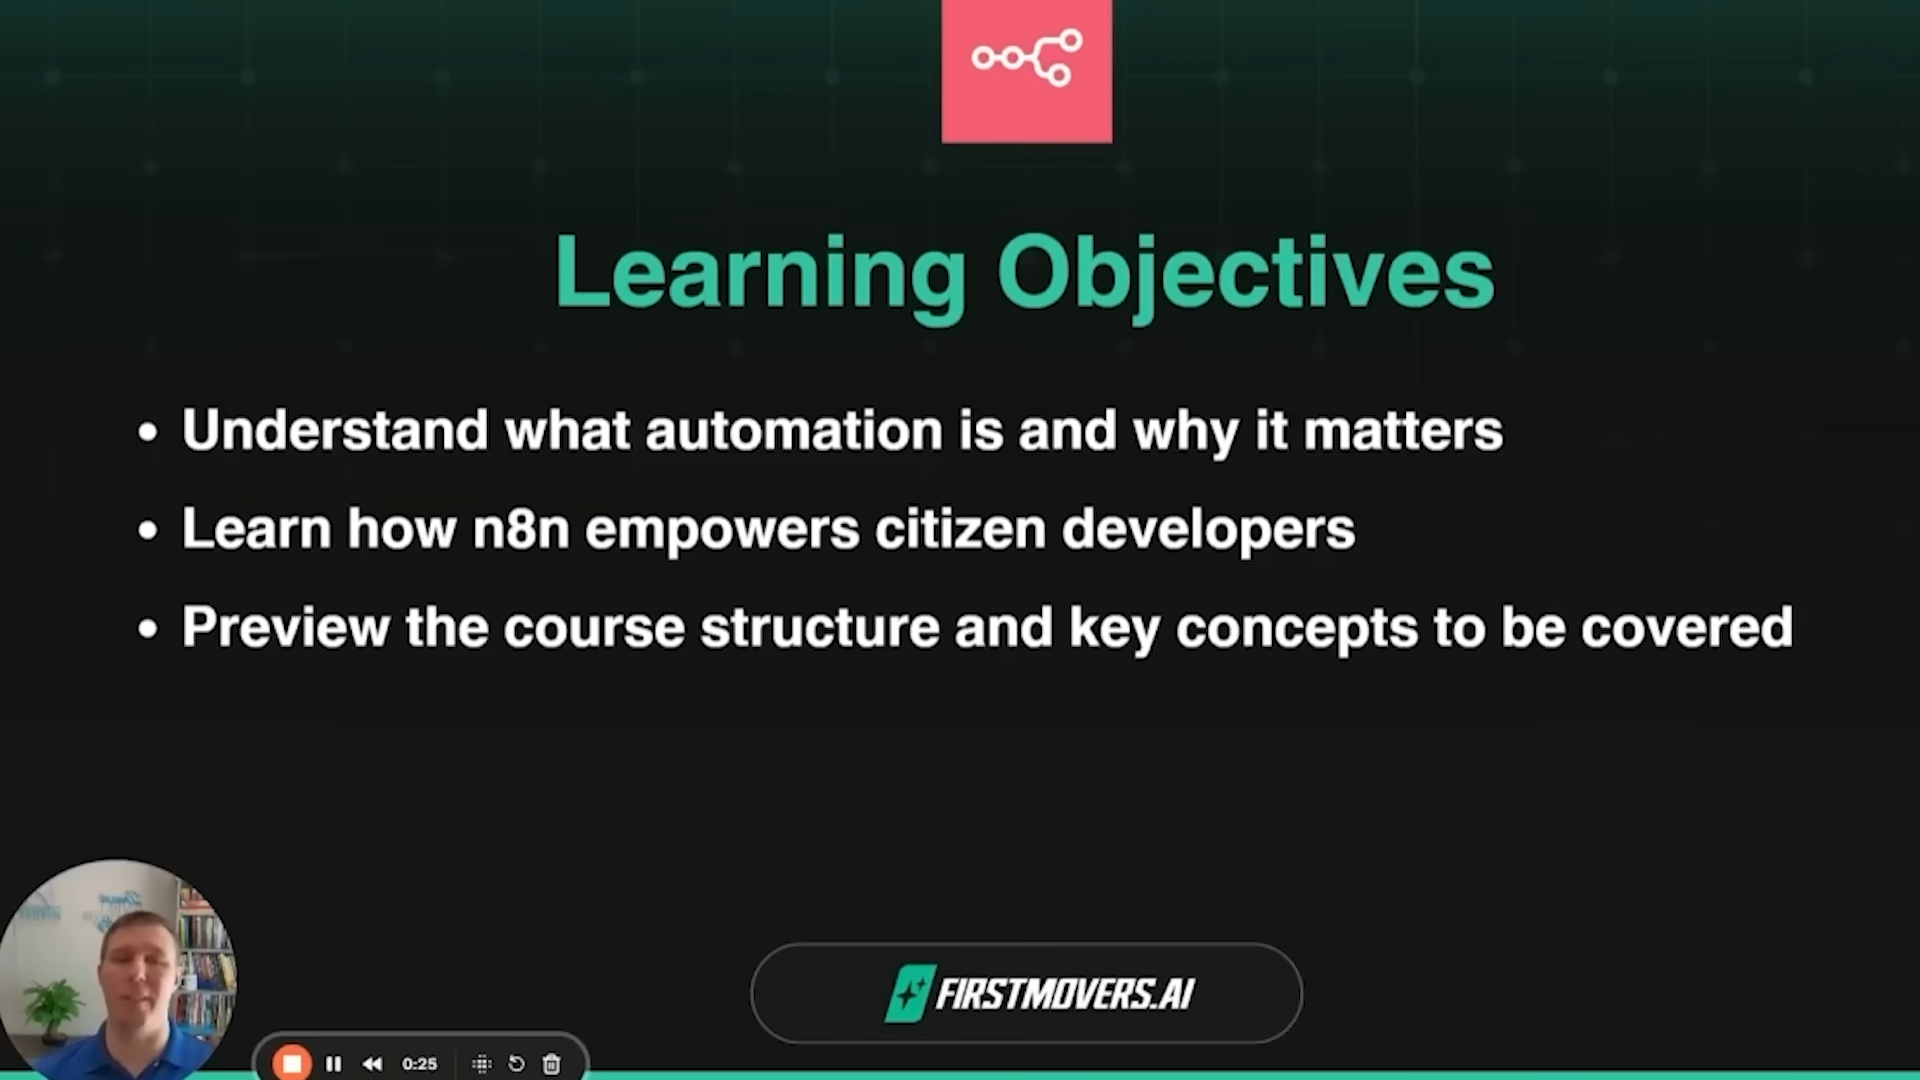 Learning Objectives
• Understand what automation is and why it matters
• Learn how n8n empowers citizen developers
• Preview the course structure and key concepts to be covered
FIRSTMOVERS.AI
0:25